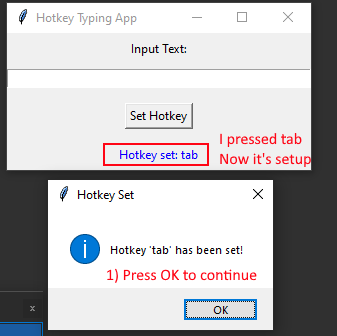 Hotkey Typing App
Input Text:
Set Hotkey
Hotkey set: tab
I pressed tab
Now it's setup
Hotkey Set
Hotkey 'tab' has been set!
1) Press OK to continue
OK